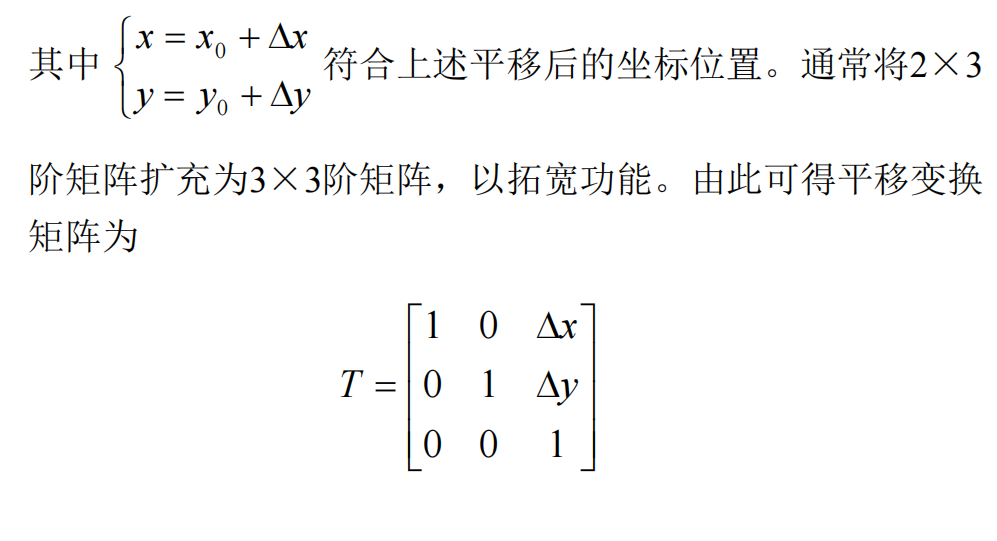 其中 { x = x₀ + Δx
y = y₀ + Δy 符合上述平移后的坐标位置。通常将2×3
阶矩阵扩充为3×3阶矩阵，以拓宽功能。由此可得平移变换
矩阵为
T = [ 1 0 Δx
0 1 Δy
0 0 1 ]